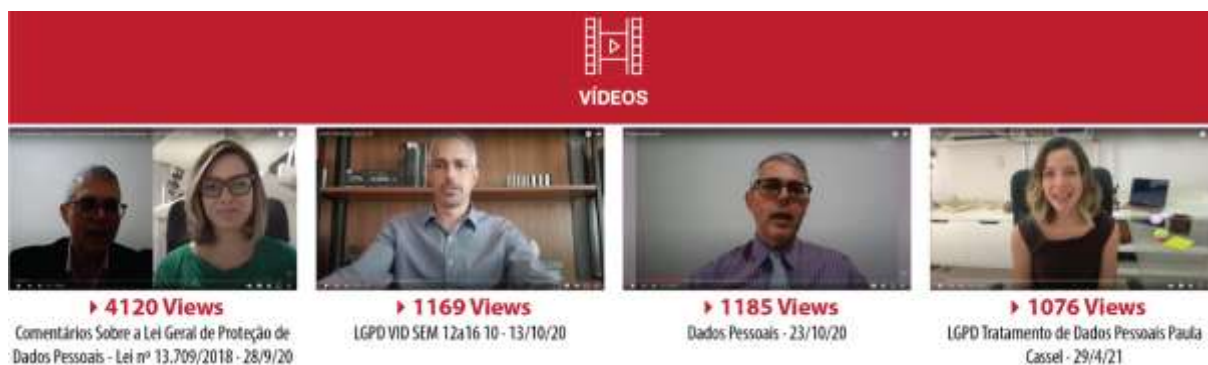 VÍDEOS
▸ 4120 Views
Comentários Sobre a Lei Geral de Proteção de
Dados Pessoais - Lei nº 13.709/2018 - 28/9/20
▸ 1169 Views
LGPD VID SEM 12a16 10 - 13/10/20
▸ 1185 Views
Dados Pessoais - 23/10/20
▸ 1076 Views
LGPD Tratamento de Dados Pessoais Paula
Cassel - 29/4/21